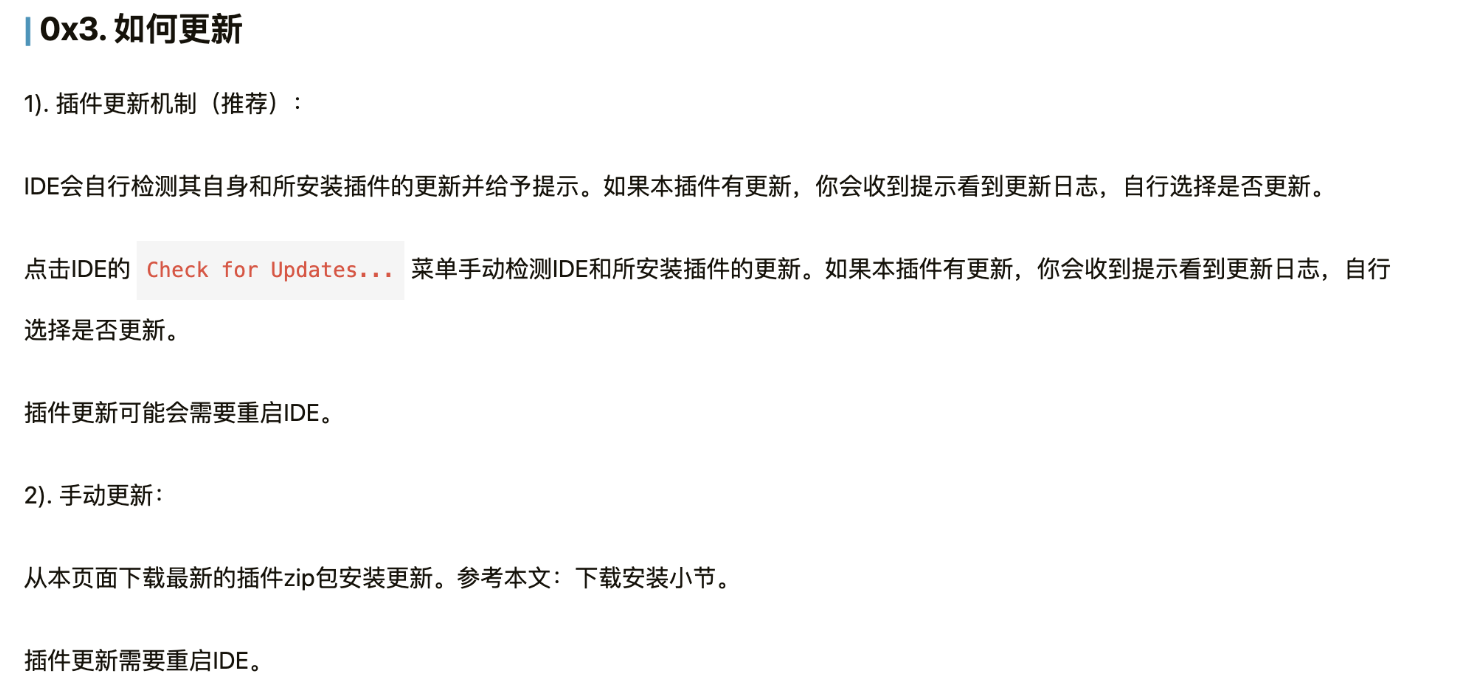 0x3. 如何更新
1). 插件更新机制（推荐）：
IDE会自行检测其自身和所安装插件的更新并给予提示。如果本插件有更新，你会收到提示看到更新日志，自行选择是否更新。
点击IDE的 Check for Updates... 菜单手动检测IDE和所安装插件的更新。如果本插件有更新，你会收到提示看到更新日志，自行
选择是否更新。
插件更新可能会需要重启IDE。
2). 手动更新：
从本页面下载最新的插件zip包安装更新。参考本文：下载安装小节。
插件更新需要重启IDE。